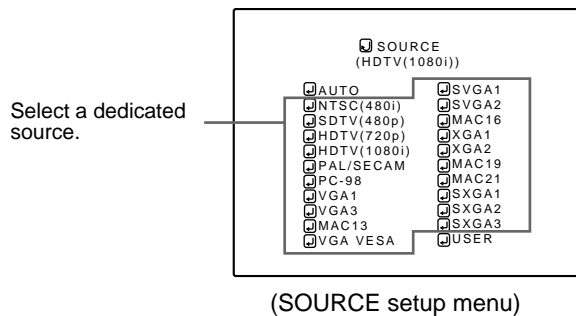 SOURCE
(HDTV(1080i))
Select a dedicated
source.
AUTO
NTSC(480i)
SDTV(480p)
HDTV(720p)
HDTV(1080i)
PAL/SECAM
PC-98
VGA1
VGA3
MAC13
VGA VESA
SVGA1
SVGA2
MAC16
XGA1
XGA2
MAC19
MAC21
SXGA1
SXGA2
SXGA3
USER
(SOURCE setup menu)